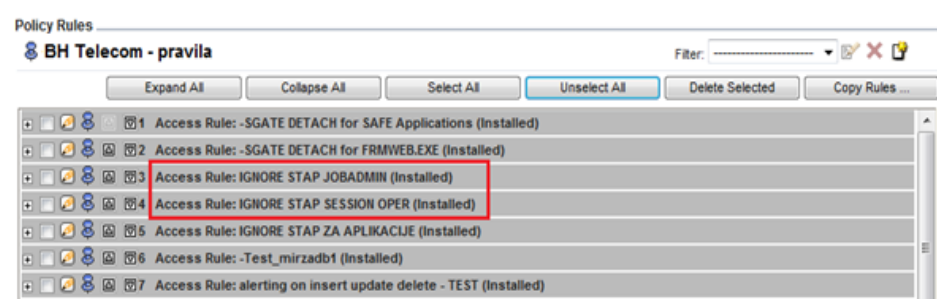 Policy Rules
BH Telecom - pravila
Filter: ----------------------
Expand All Collapse All Select All Unselect All Delete Selected Copy Rules ...
1 Access Rule: -SGATE DETACH for SAFE Applications (Installed)
2 Access Rule: -SGATE DETACH for FRMWEB.EXE (Installed)
3 Access Rule: IGNORE STAP JOBADMIN (Installed)
4 Access Rule: IGNORE STAP SESSION OPER (Installed)
5 Access Rule: IGNORE STAP ZA APLIKACIJE (Installed)
6 Access Rule: -Test_mirzadb1 (Installed)
7 Access Rule: alerting on insert update delete - TEST (Installed)